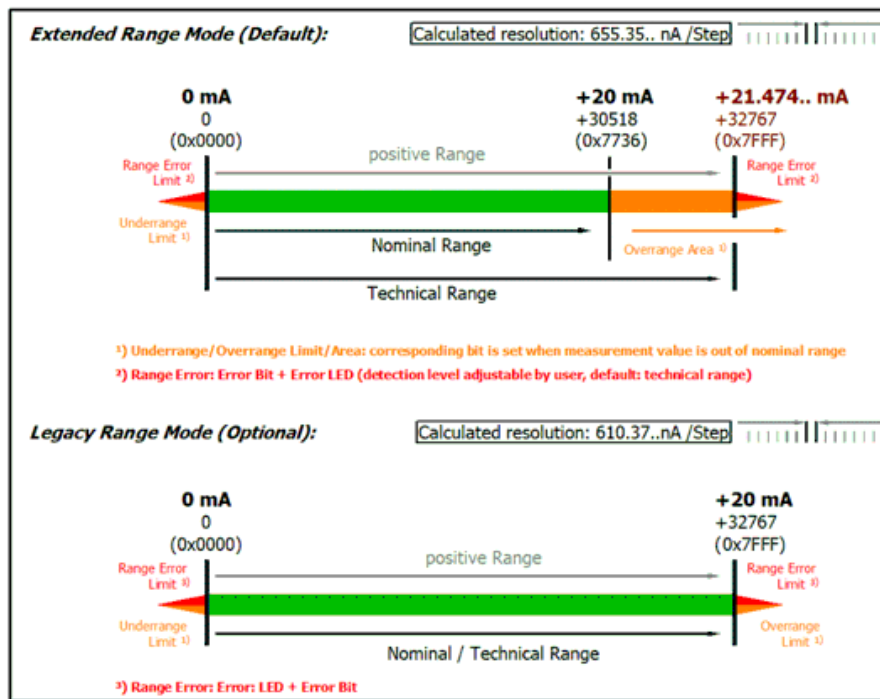 Extended Range Mode (Default):
Calculated resolution: 655.35.. nA /Step
0 mA
0
(0x0000)
+20 mA
+30518
(0x7736)
+21.474.. mA
+32767
(0x7FFF)
positive Range
Range Error
Limit ²⁾
Range Error
Limit ²⁾
Underrange
Limit ¹⁾
Nominal Range
Overrange Area ¹⁾
Technical Range
¹) Underrange/Overrange Limit/Area: corresponding bit is set when measurement value is out of nominal range
²) Range Error: Error Bit + Error LED (detection level adjustable by user, default: technical range)
Legacy Range Mode (Optional):
Calculated resolution: 610.37..nA /Step
0 mA
0
(0x0000)
+20 mA
+32767
(0x7FFF)
positive Range
Range Error
Limit ³⁾
Range Error
Limit ³⁾
Underrange
Limit ¹⁾
Overrange
Limit ¹⁾
Nominal / Technical Range
³) Range Error: Error: LED + Error Bit